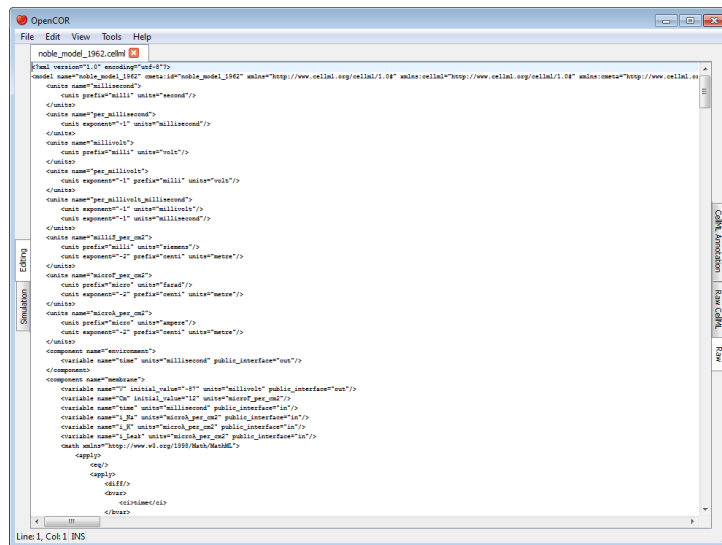 OpenCOR
File Edit View Tools Help
noble_model_1962.cellml
<?xml version="1.0" encoding="utf-8"?>
<model name="noble_model_1962" cmeta:id="noble_model_1962" xmlns="http://www.cellml.org/cellml/1.0#" xmlns:cellml="http://www.cellml.org/cellml/1.0#" xmlns:cmeta="http://www.cellml.or
<units name="millisecond">
<unit prefix="milli" units="second"/>
</units>
<units name="per_millisecond">
<unit exponent="-1" units="millisecond"/>
</units>
<units name="millivolt">
<unit prefix="milli" units="volt"/>
</units>
<units name="per_millivolt">
<unit exponent="-1" prefix="milli" units="volt"/>
</units>
<units name="per_millivolt_millisecond">
<unit exponent="-1" units="millivolt"/>
<unit exponent="-1" units="millisecond"/>
</units>
<units name="milliS_per_cm2">
<unit prefix="milli" units="siemens"/>
<unit exponent="-2" prefix="centi" units="metre"/>
</units>
<units name="microF_per_cm2">
<unit prefix="micro" units="farad"/>
<unit exponent="-2" prefix="centi" units="metre"/>
</units>
<units name="microA_per_cm2">
<unit prefix="micro" units="ampere"/>
<unit exponent="-2" prefix="centi" units="metre"/>
</units>
<component name="environment">
<variable name="time" units="millisecond" public_interface="out"/>
</component>
<component name="membrane">
<variable name="V" initial_value="-87" units="millivolt" public_interface="out"/>
<variable name="Cm" initial_value="12" units="microF_per_cm2"/>
<variable name="time" units="millisecond" public_interface="in"/>
<variable name="i_Na" units="microA_per_cm2" public_interface="in"/>
<variable name="i_K" units="microA_per_cm2" public_interface="in"/>
<variable name="i_Leak" units="microA_per_cm2" public_interface="in"/>
<math xmlns="http://www.w3.org/1998/Math/MathML">
<apply>
<eq/>
<apply>
<diff/>
<bvar>
<ci>time</ci>
</bvar>
Editing
Simulation
CellML Annotation
Raw CellML
Raw
Line: 1, Col: 1 INS